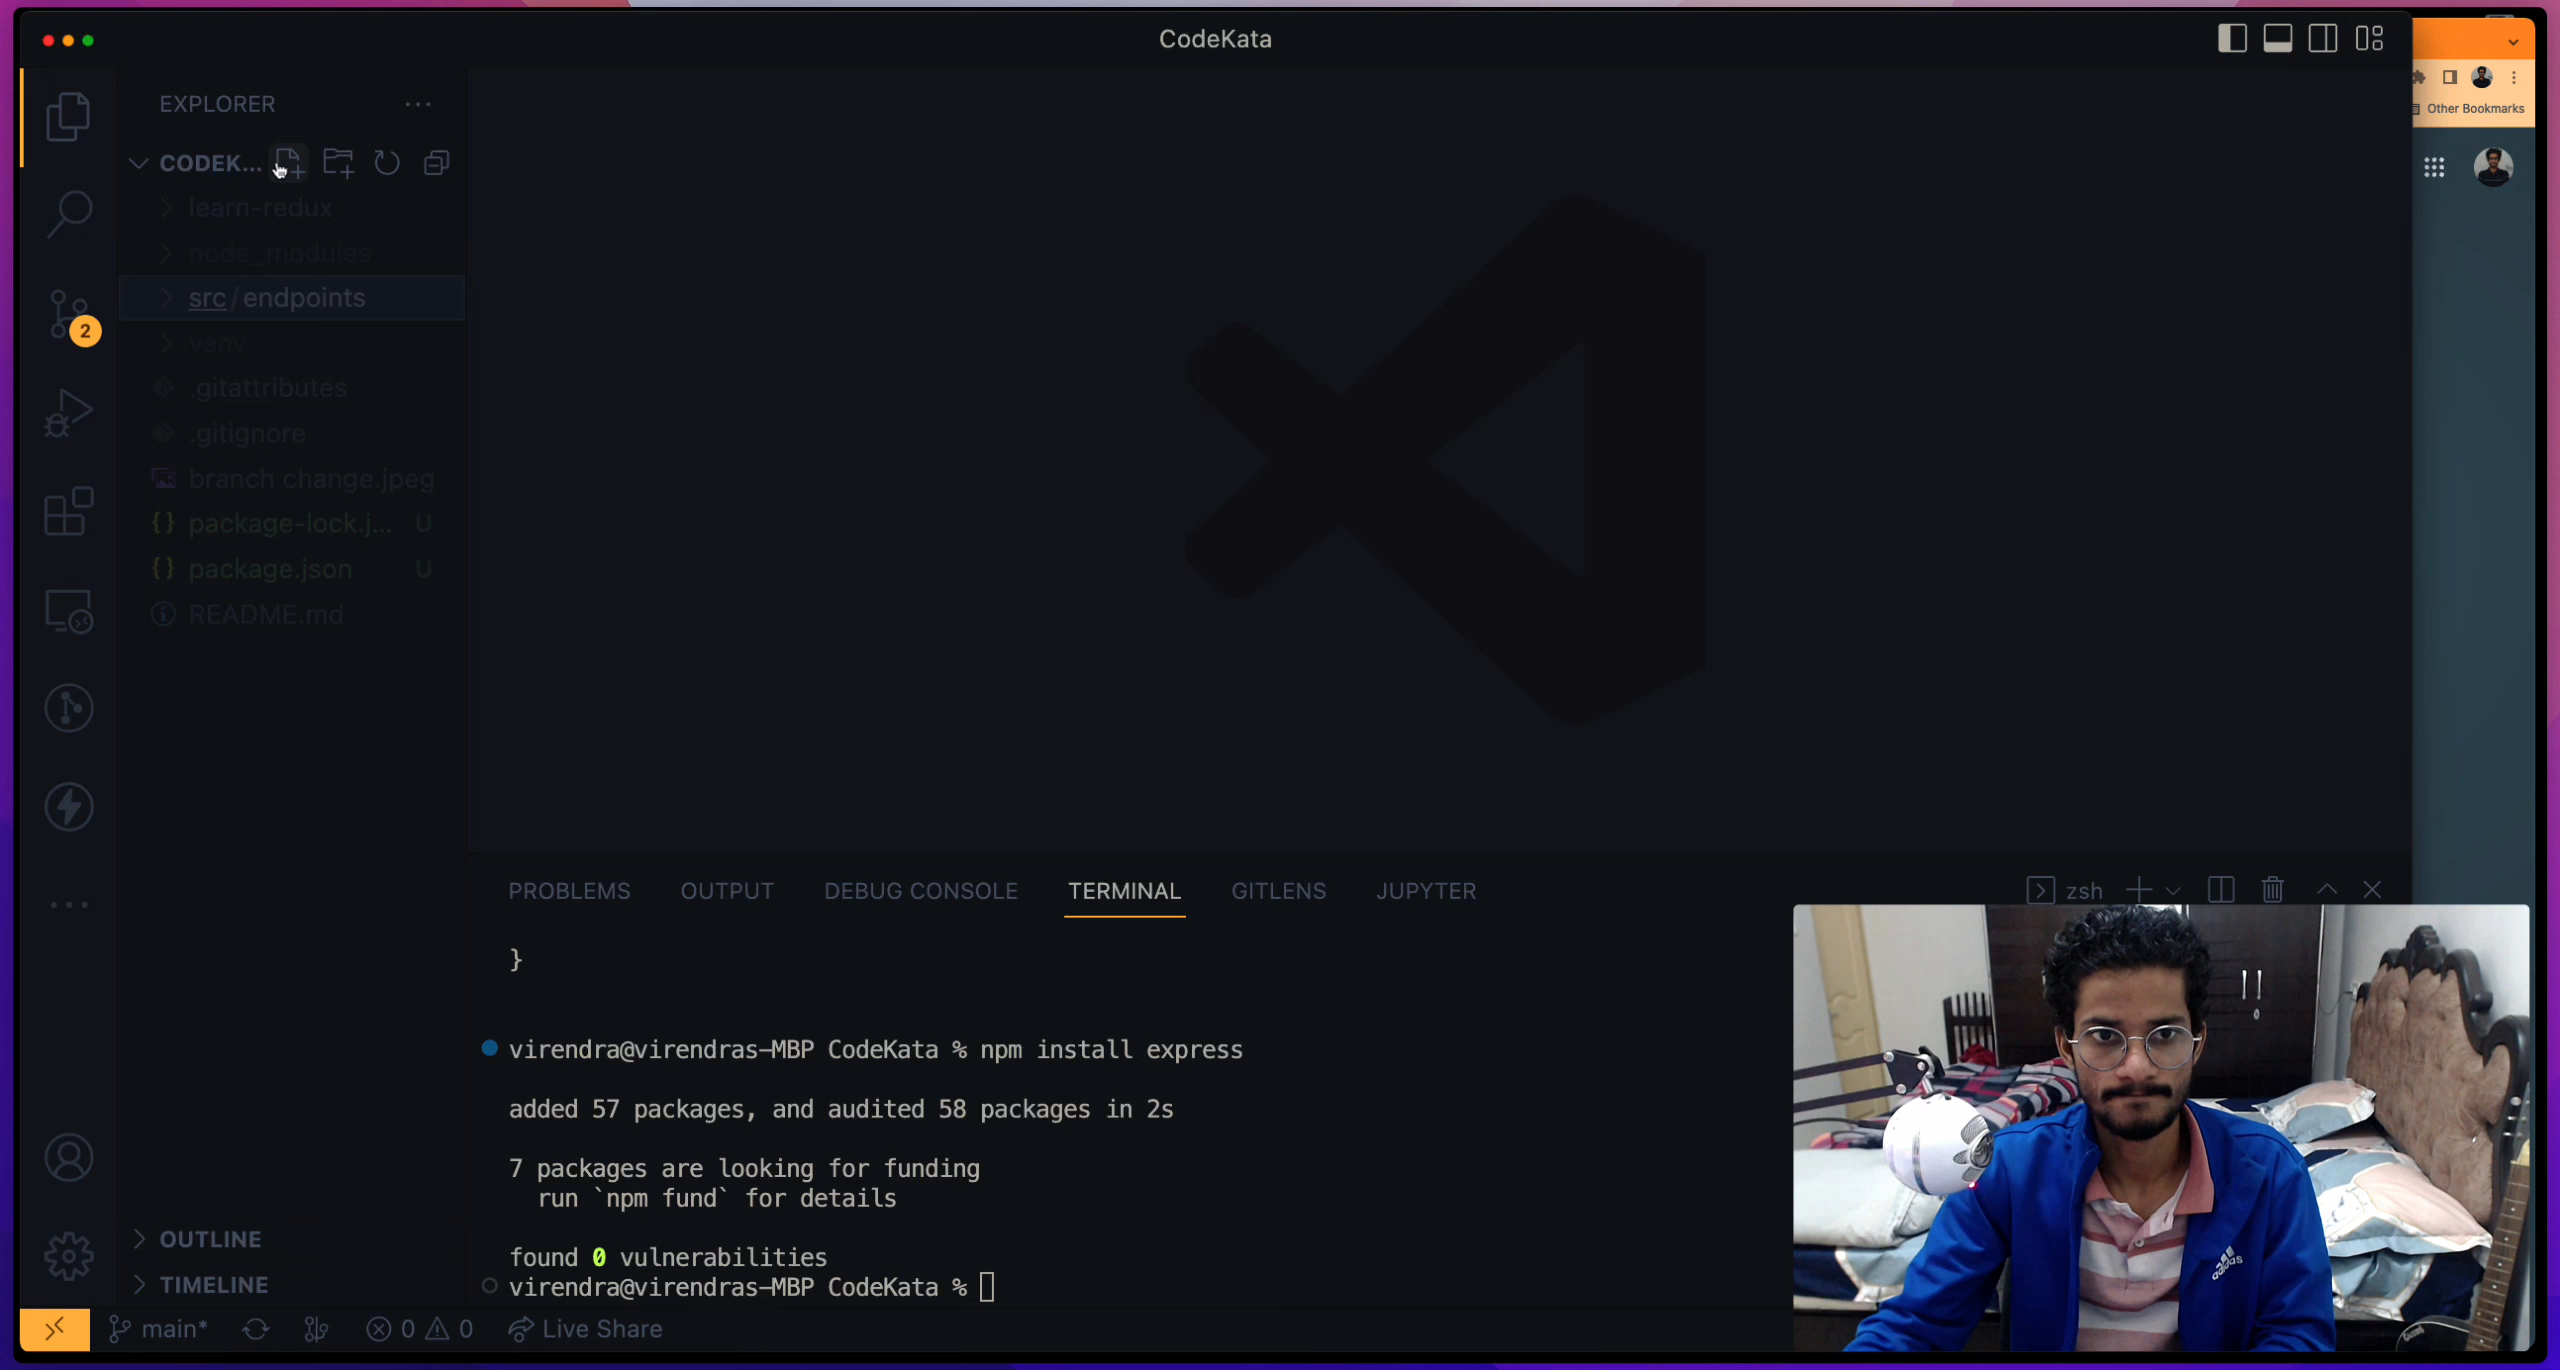 CodeKata
Other Bookmarks
EXPLORER
CODEK...
learn-redux
node_modules
src/endpoints
2
venv
.gitattributes
.gitignore
branch change.jpeg
package-lock.j... U
package.json U
README.md
OUTLINE
TIMELINE
PROBLEMS OUTPUT DEBUG CONSOLE TERMINAL GITLENS JUPYTER zsh
}
virendra@virendras-MBP CodeKata % npm install express
added 57 packages, and audited 58 packages in 2s
7 packages are looking for funding
run `npm fund` for details
found 0 vulnerabilities
virendra@virendras-MBP CodeKata %
adidas
main* 0 0 Live Share